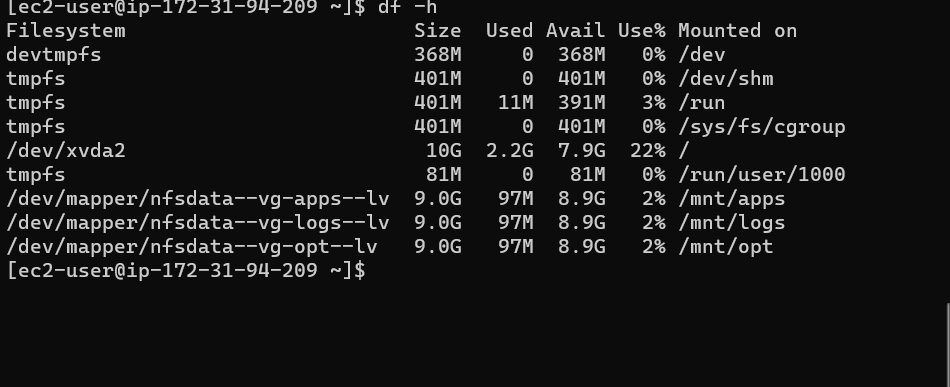 [ec2-user@ip-172-31-94-209 ~]$ df -h
Filesystem                        Size  Used Avail Use% Mounted on
devtmpfs                          368M     0  368M   0% /dev
tmpfs                             401M     0  401M   0% /dev/shm
tmpfs                             401M   11M  391M   3% /run
tmpfs                             401M     0  401M   0% /sys/fs/cgroup
/dev/xvda2                         10G  2.2G  7.9G  22% /
tmpfs                              81M     0   81M   0% /run/user/1000
/dev/mapper/nfsdata--vg-apps--lv  9.0G   97M  8.9G   2% /mnt/apps
/dev/mapper/nfsdata--vg-logs--lv  9.0G   97M  8.9G   2% /mnt/logs
/dev/mapper/nfsdata--vg-opt--lv   9.0G   97M  8.9G   2% /mnt/opt
[ec2-user@ip-172-31-94-209 ~]$